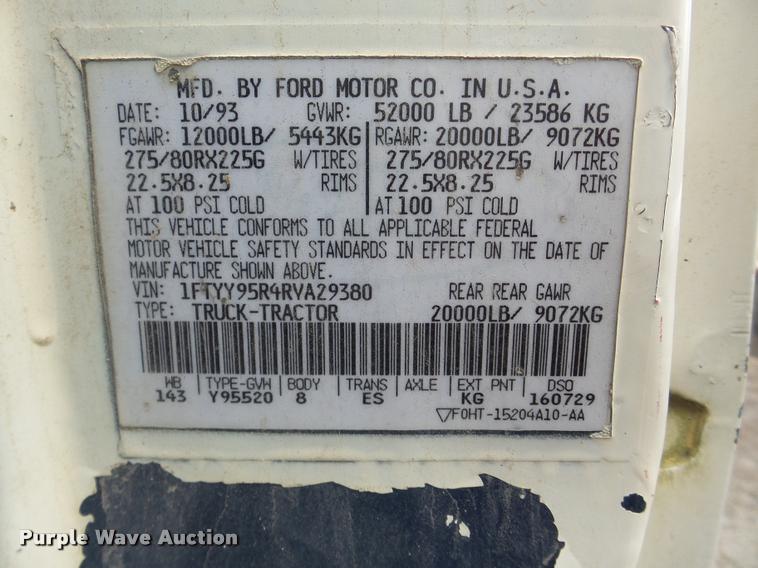 MFD. BY FORD MOTOR CO. IN U.S.A.
DATE: 10/93 GVWR: 52000 LB / 23586 KG
FGAWR: 12000LB/ 5443KG RGAWR: 20000LB/ 9072KG
275/80RX225G W/TIRES 275/80RX225G W/TIRES
22.5X8.25 RIMS 22.5X8.25 RIMS
AT 100 PSI COLD AT 100 PSI COLD
THIS VEHICLE CONFORMS TO ALL APPLICABLE FEDERAL
MOTOR VEHICLE SAFETY STANDARDS IN EFFECT ON THE DATE OF
MANUFACTURE SHOWN ABOVE.
VIN: 1FTYY95R4RVA29380 REAR REAR GAWR
TYPE: TRUCK-TRACTOR 20000LB/ 9072KG
WB TYPE-GVW BODY TRANS AXLE EXT PNT DSO
143 Y95520 8 ES KG 160729
F0HT-15204A10-AA
Purple Wave Auction